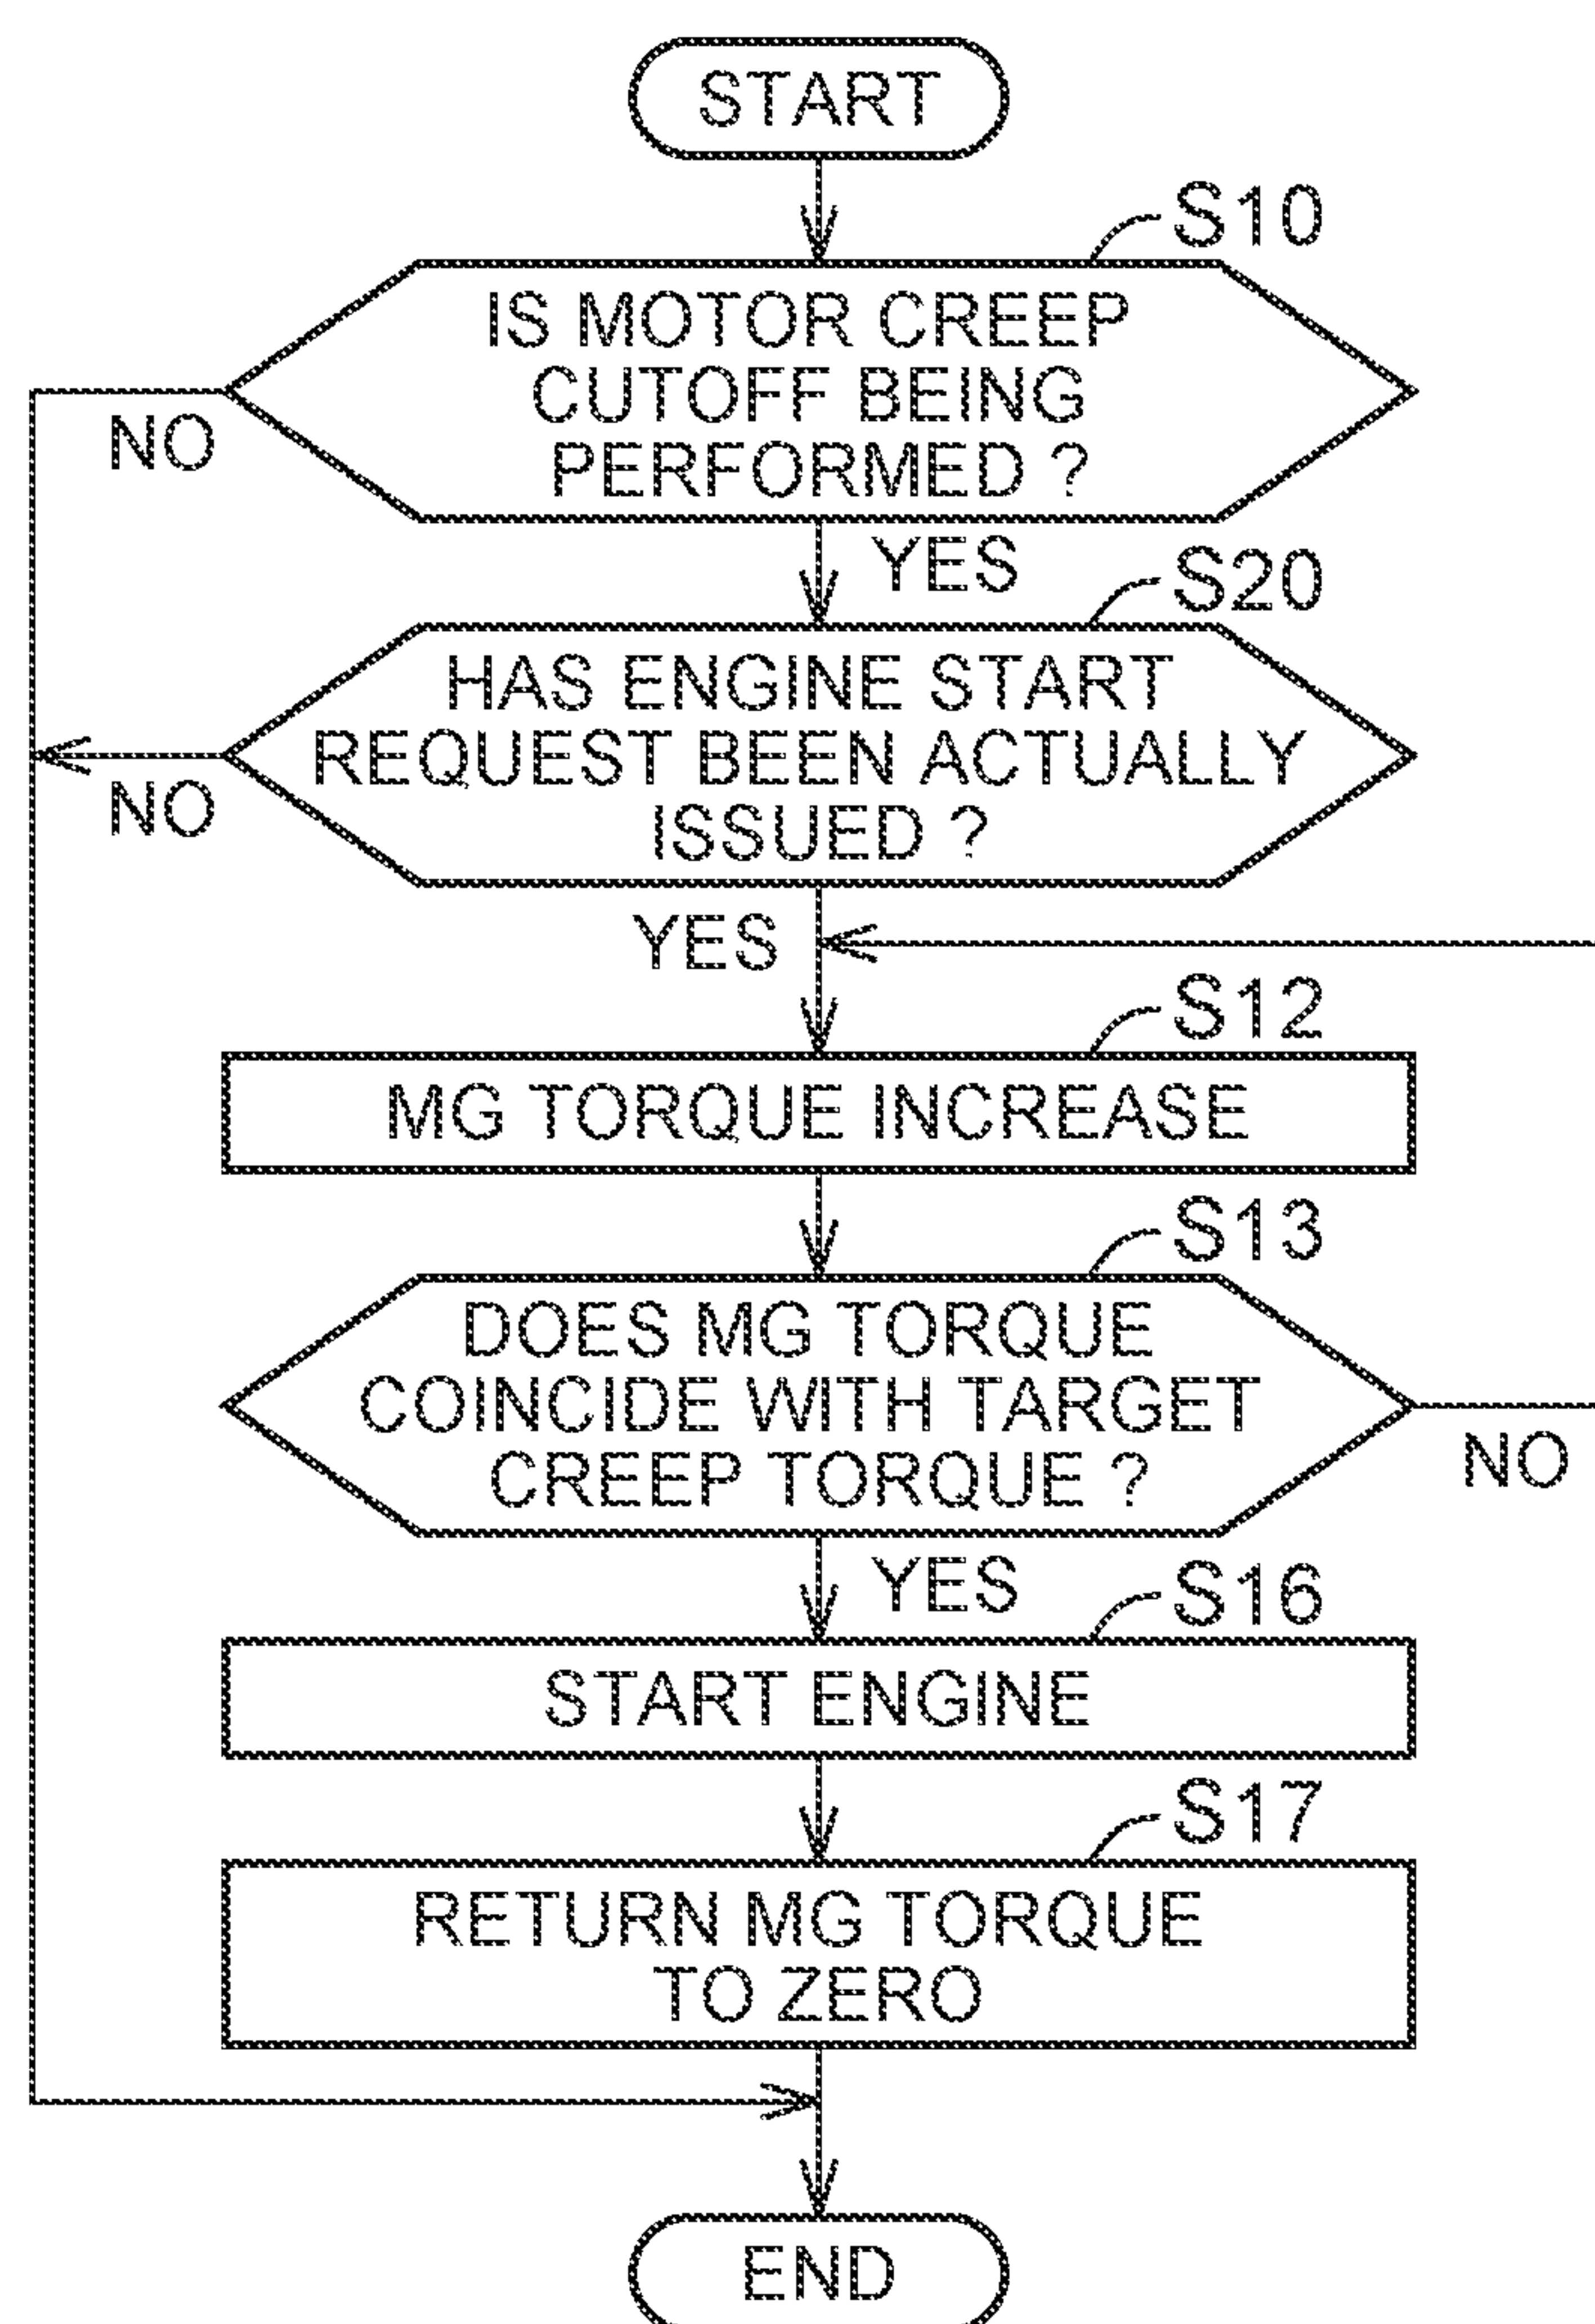 START
S10
IS MOTOR CREEP
CUTOFF BEING
PERFORMED ?
NO
YES
S20
HAS ENGINE START
REQUEST BEEN ACTUALLY
ISSUED ?
NO
YES
S12
MG TORQUE INCREASE
S13
DOES MG TORQUE
COINCIDE WITH TARGET
CREEP TORQUE ?
NO
YES
S16
START ENGINE
S17
RETURN MG TORQUE
TO ZERO
END